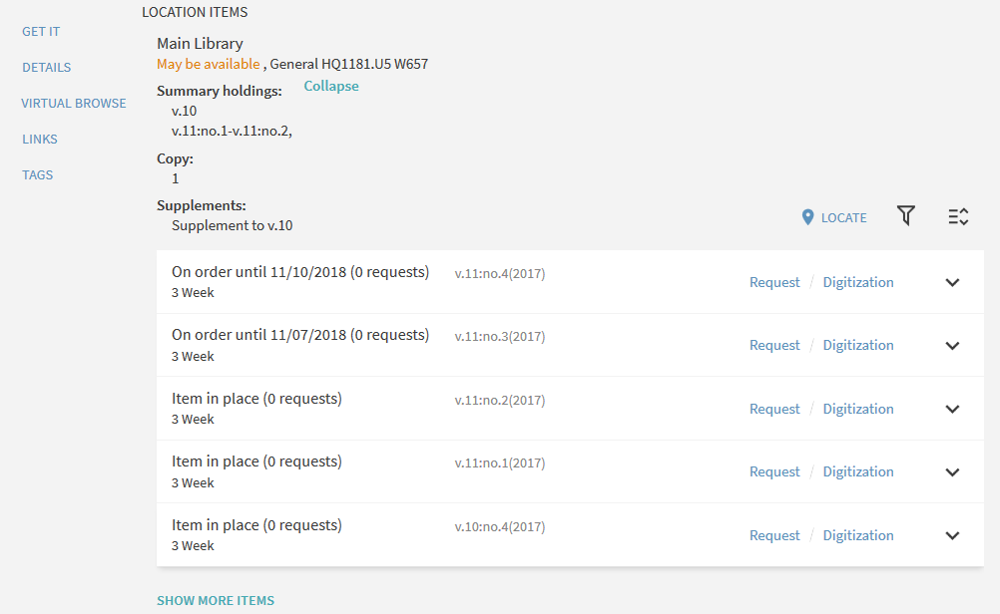 LOCATION ITEMS
GET IT
DETAILS
VIRTUAL BROWSE
LINKS
TAGS
Main Library
May be available , General HQ1181.U5 W657
Summary holdings: Collapse
v.10
v.11:no.1-v.11:no.2,
Copy:
1
Supplements:
Supplement to v.10
LOCATE
On order until 11/10/2018 (0 requests) v.11:no.4(2017) Request / Digitization
3 Week
On order until 11/07/2018 (0 requests) v.11:no.3(2017) Request / Digitization
3 Week
Item in place (0 requests) v.11:no.2(2017) Request / Digitization
3 Week
Item in place (0 requests) v.11:no.1(2017) Request / Digitization
3 Week
Item in place (0 requests) v.10:no.4(2017) Request / Digitization
3 Week
SHOW MORE ITEMS